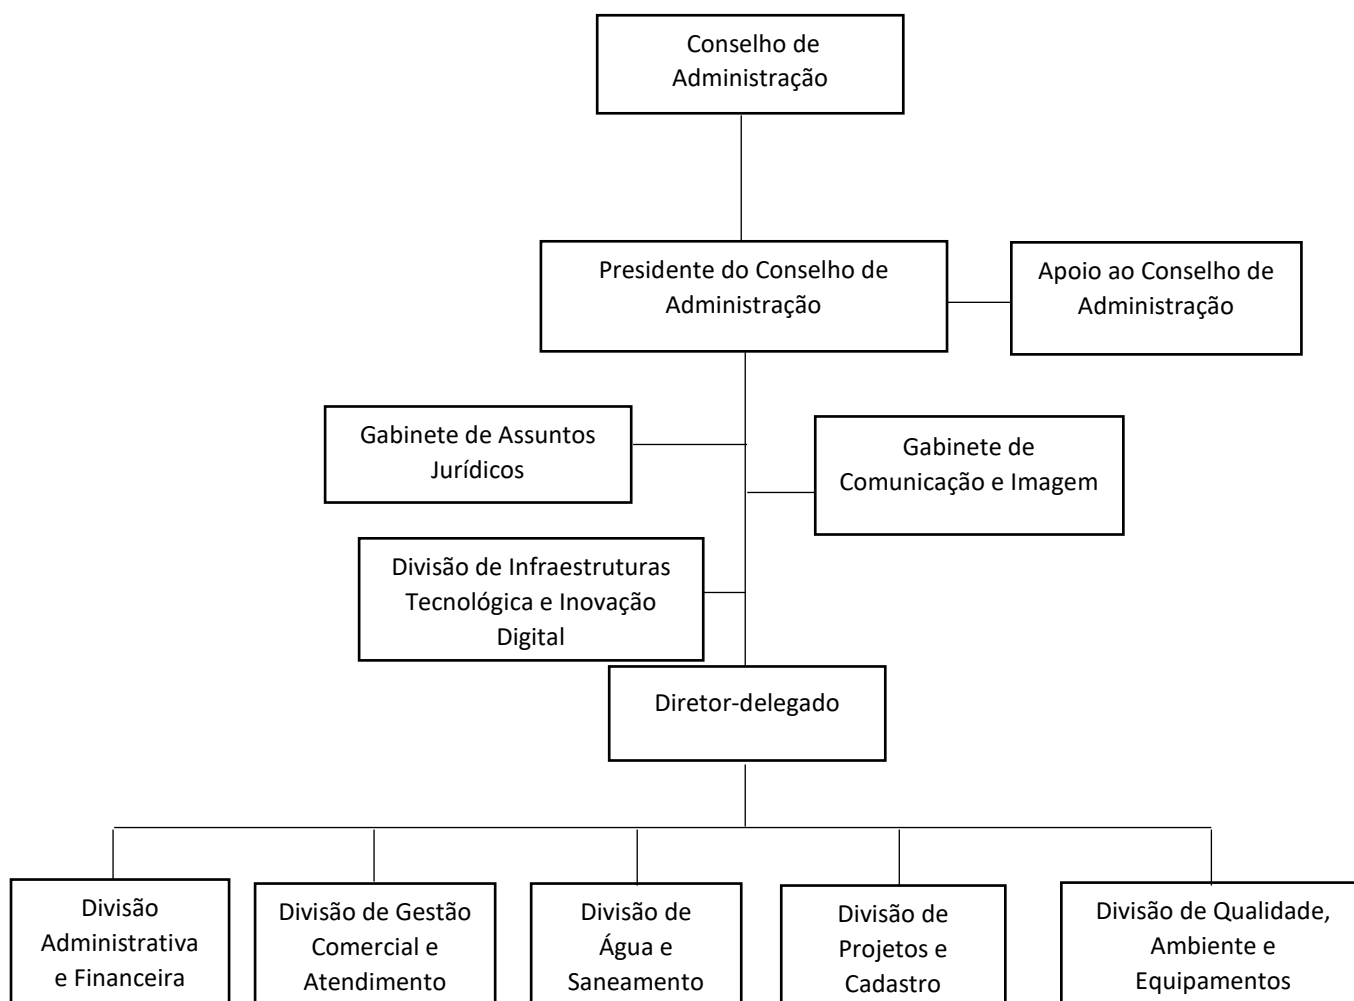 Conselho de
Administração
Presidente do Conselho de
Administração
Apoio ao Conselho de
Administração
Gabinete de Assuntos
Jurídicos
Gabinete de
Comunicação e Imagem
Divisão de Infraestruturas
Tecnológica e Inovação
Digital
Diretor-delegado
Divisão
Administrativa
e Financeira
Divisão de Gestão
Comercial e
Atendimento
Divisão de
Água e
Saneamento
Divisão de
Projetos e
Cadastro
Divisão de Qualidade,
Ambiente e
Equipamentos